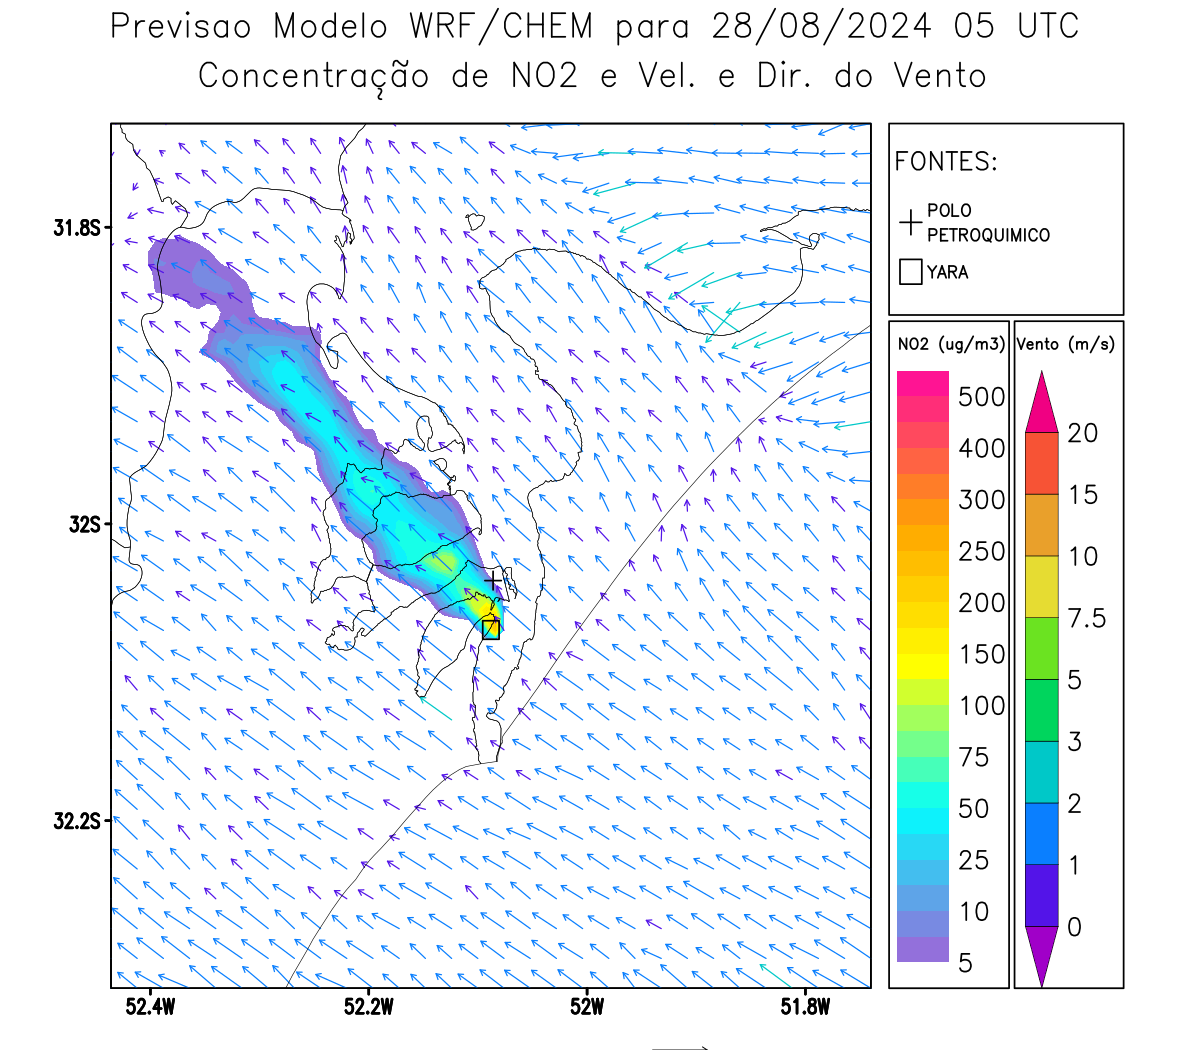 Previsao Modelo WRF/CHEM para 28/08/2024 05 UTC
Concentração de NO2 e Vel. e Dir. do Vento
FONTES:
POLO
PETROQUIMICO
YARA
31.8S
32S
32.2S
52.4W
52.2W
52W
51.8W
NO2 (ug/m3)
500
400
300
250
200
150
100
75
50
25
10
5
Vento (m/s)
20
15
10
7.5
5
3
2
1
0